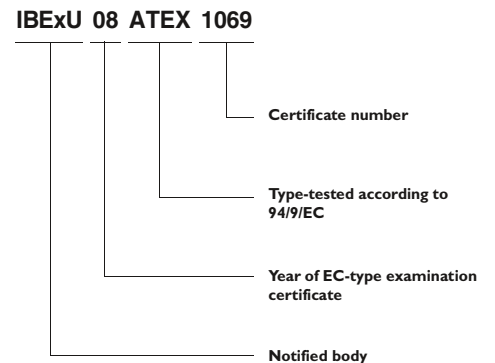 IBExU 08 ATEX 1069
Certificate number
Type-tested according to
94/9/EC
Year of EC-type examination
certificate
Notified body